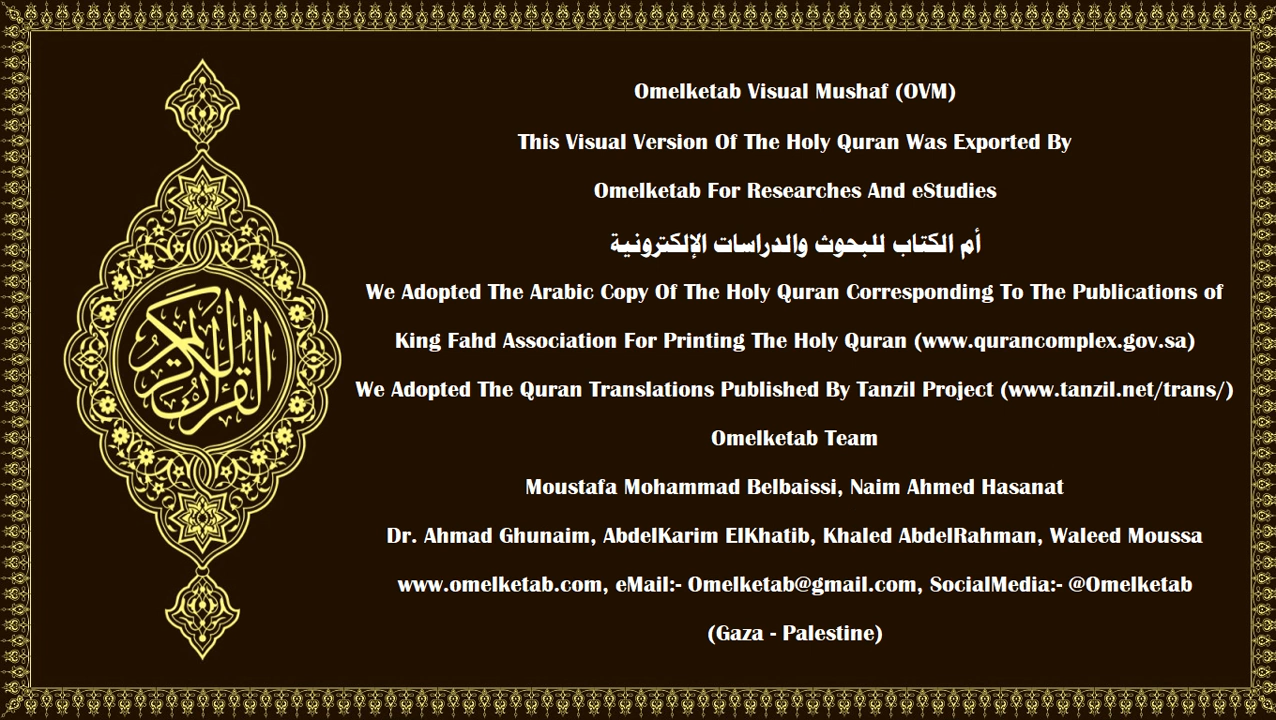 Omelketab Visual Mushaf (OVM)
This Visual Version Of The Holy Quran Was Exported By
Omelketab For Researches And eStudies
أم الكتاب للبحوث والدراسات الإلكترونية
We Adopted The Arabic Copy Of The Holy Quran Corresponding To The Publications of
King Fahd Association For Printing The Holy Quran (www.qurancomplex.gov.sa)
We Adopted The Quran Translations Published By Tanzil Project (www.tanzil.net/trans/)
Omelketab Team
Moustafa Mohammad Belbaissi, Naim Ahmed Hasanat
Dr. Ahmad Ghunaim, AbdelKarim ElKhatib, Khaled AbdelRahman, Waleed Moussa
www.omelketab.com, eMail:- Omelketab@gmail.com, SocialMedia:- @Omelketab
(Gaza - Palestine)
القرآن الكريم